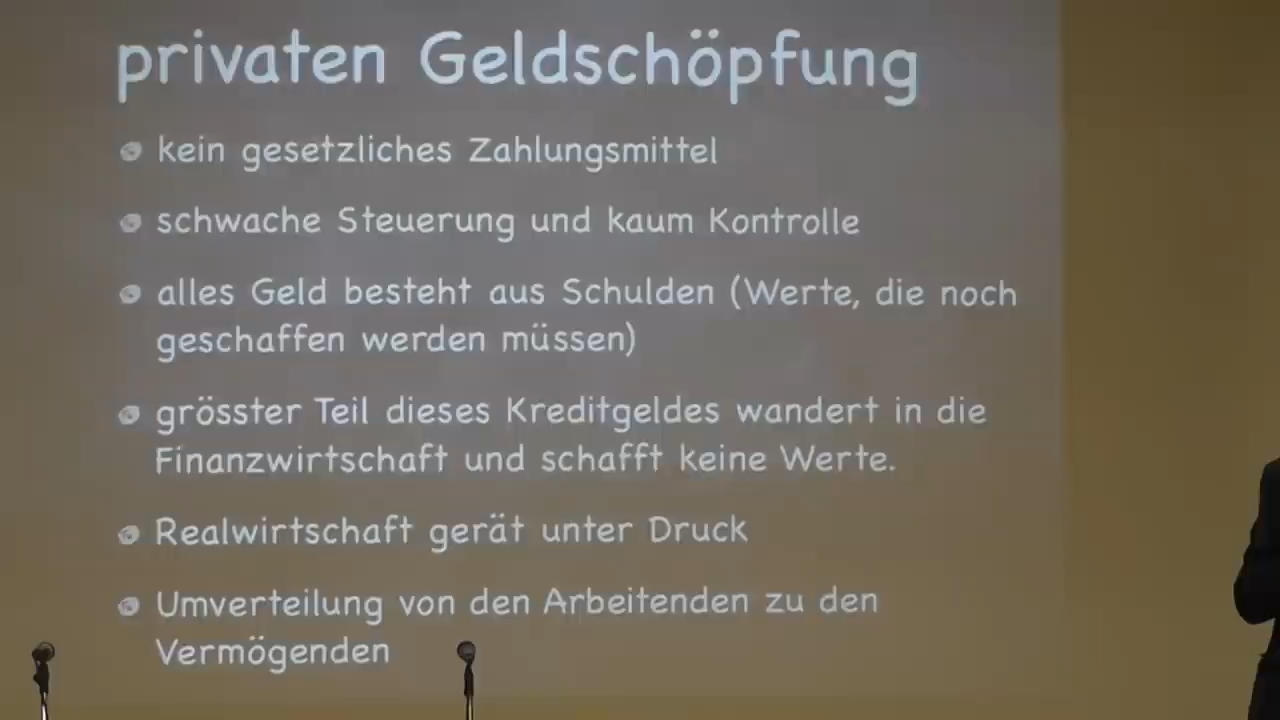 privaten Geldschöpfung
kein gesetzliches Zahlungsmittel
schwache Steuerung und kaum Kontrolle
alles Geld besteht aus Schulden (Werte, die noch
geschaffen werden müssen)
grösster Teil dieses Kreditgeldes wandert in die
Finanzwirtschaft und schafft keine Werte.
Realwirtschaft gerät unter Druck
Umverteilung von den Arbeitenden zu den
Vermögenden